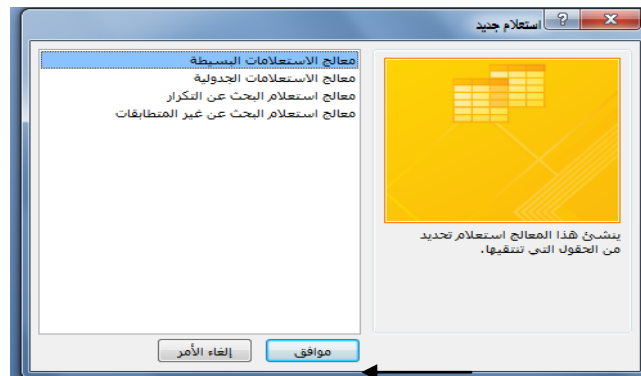 استعلام جديد
معالج الاستعلامات البسيطة
معالج الاستعلامات الجدولية
معالج استعلام البحث عن التكرار
معالج استعلام البحث عن غير المتطابقات
ينشئ هذا المعالج استعلام تحديد
من الحقول التي تنتقيها.
موافق
إلغاء الأمر